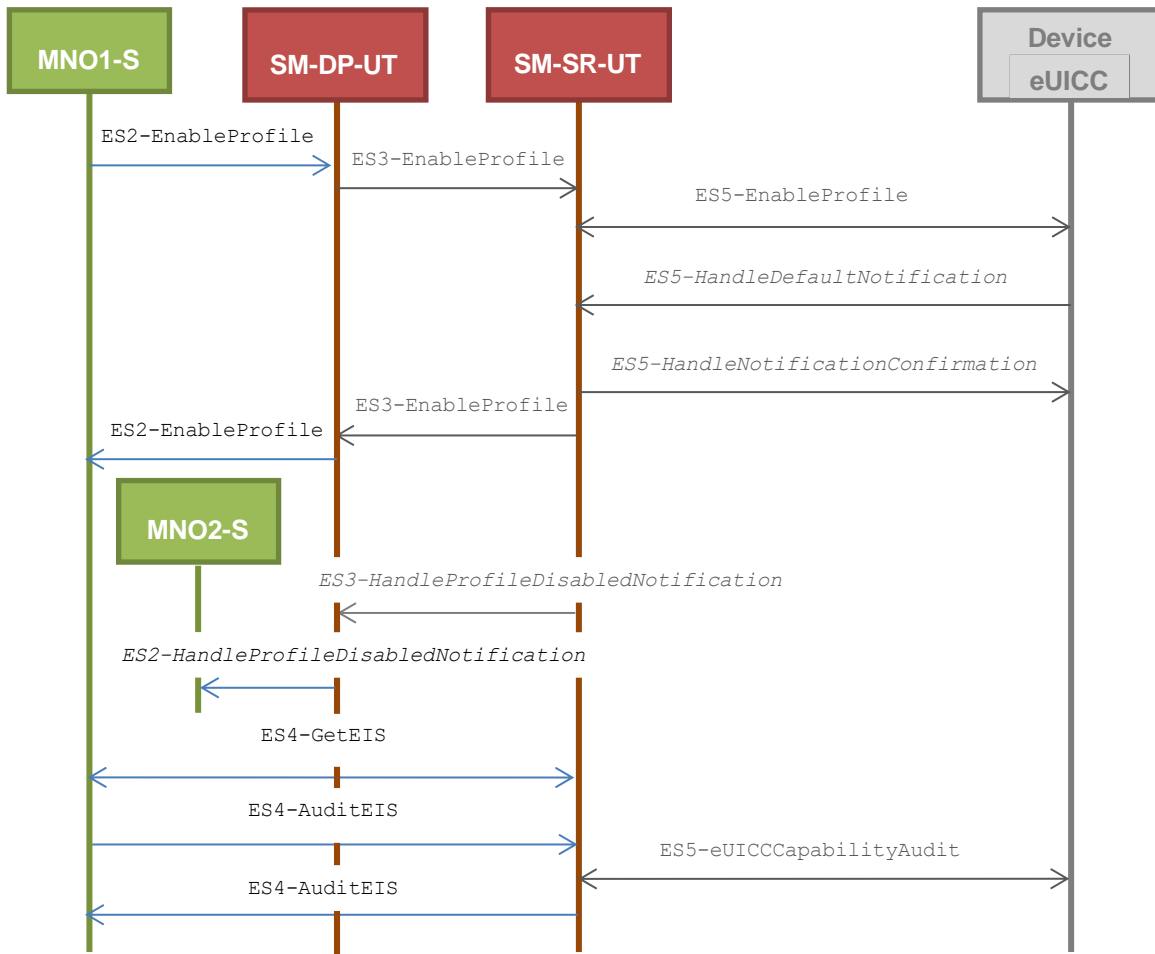 MNO1-S
SM-DP-UT
SM-SR-UT
Device
eUICC
ES2-EnableProfile
ES3-EnableProfile
ES5-EnableProfile
ES5-HandleDefaultNotification
ES5-HandleNotificationConfirmation
ES3-EnableProfile
ES2-EnableProfile
MNO2-S
ES3-HandleProfileDisabledNotification
ES2-HandleProfileDisabledNotification
ES4-GetEIS
ES4-AuditEIS
ES5-eUICCCapabilityAudit
ES4-AuditEIS